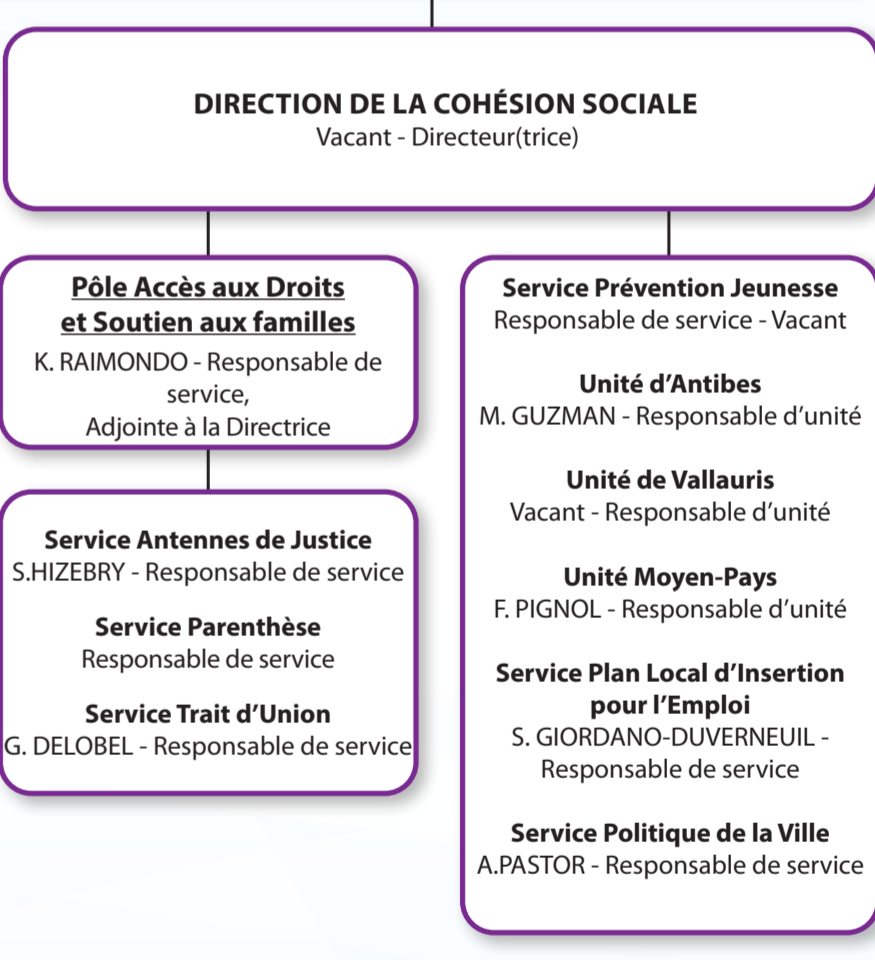 DIRECTION DE LA COHÉSION SOCIALE
Vacant - Directeur(trice)
Pôle Accès aux Droits
et Soutien aux familles
K. RAIMONDO - Responsable de
service,
Adjointe à la Directrice
Service Antennes de Justice
S.HIZEBRY - Responsable de service
Service Parenthèse
Responsable de service
Service Trait d’Union
G. DELOBEL - Responsable de service
Service Prévention Jeunesse
Responsable de service - Vacant
Unité d’Antibes
M. GUZMAN - Responsable d’unité
Unité de Vallauris
Vacant - Responsable d’unité
Unité Moyen-Pays
F. PIGNOL - Responsable d’unité
Service Plan Local d’Insertion
pour l’Emploi
S. GIORDANO-DUVERNEUIL -
Responsable de service
Service Politique de la Ville
A.PASTOR - Responsable de service